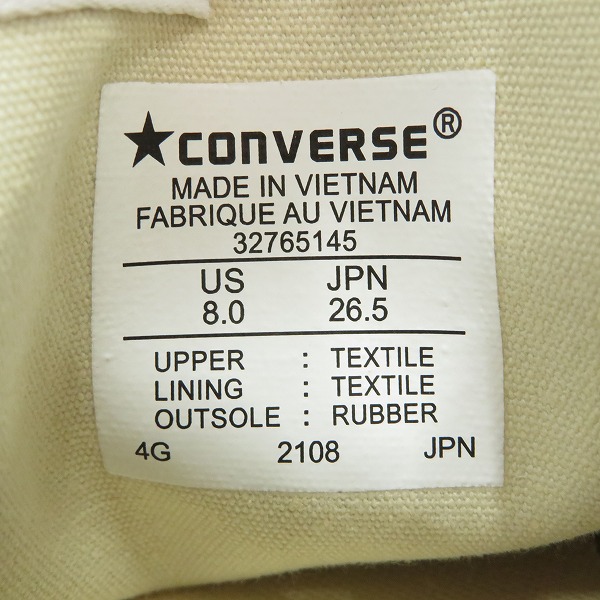 ★CONVERSE®
MADE IN VIETNAM
FABRIQUE AU VIETNAM
32765145
US JPN
8.0 26.5
UPPER : TEXTILE
LINING : TEXTILE
OUTSOLE : RUBBER
4G 2108 JPN